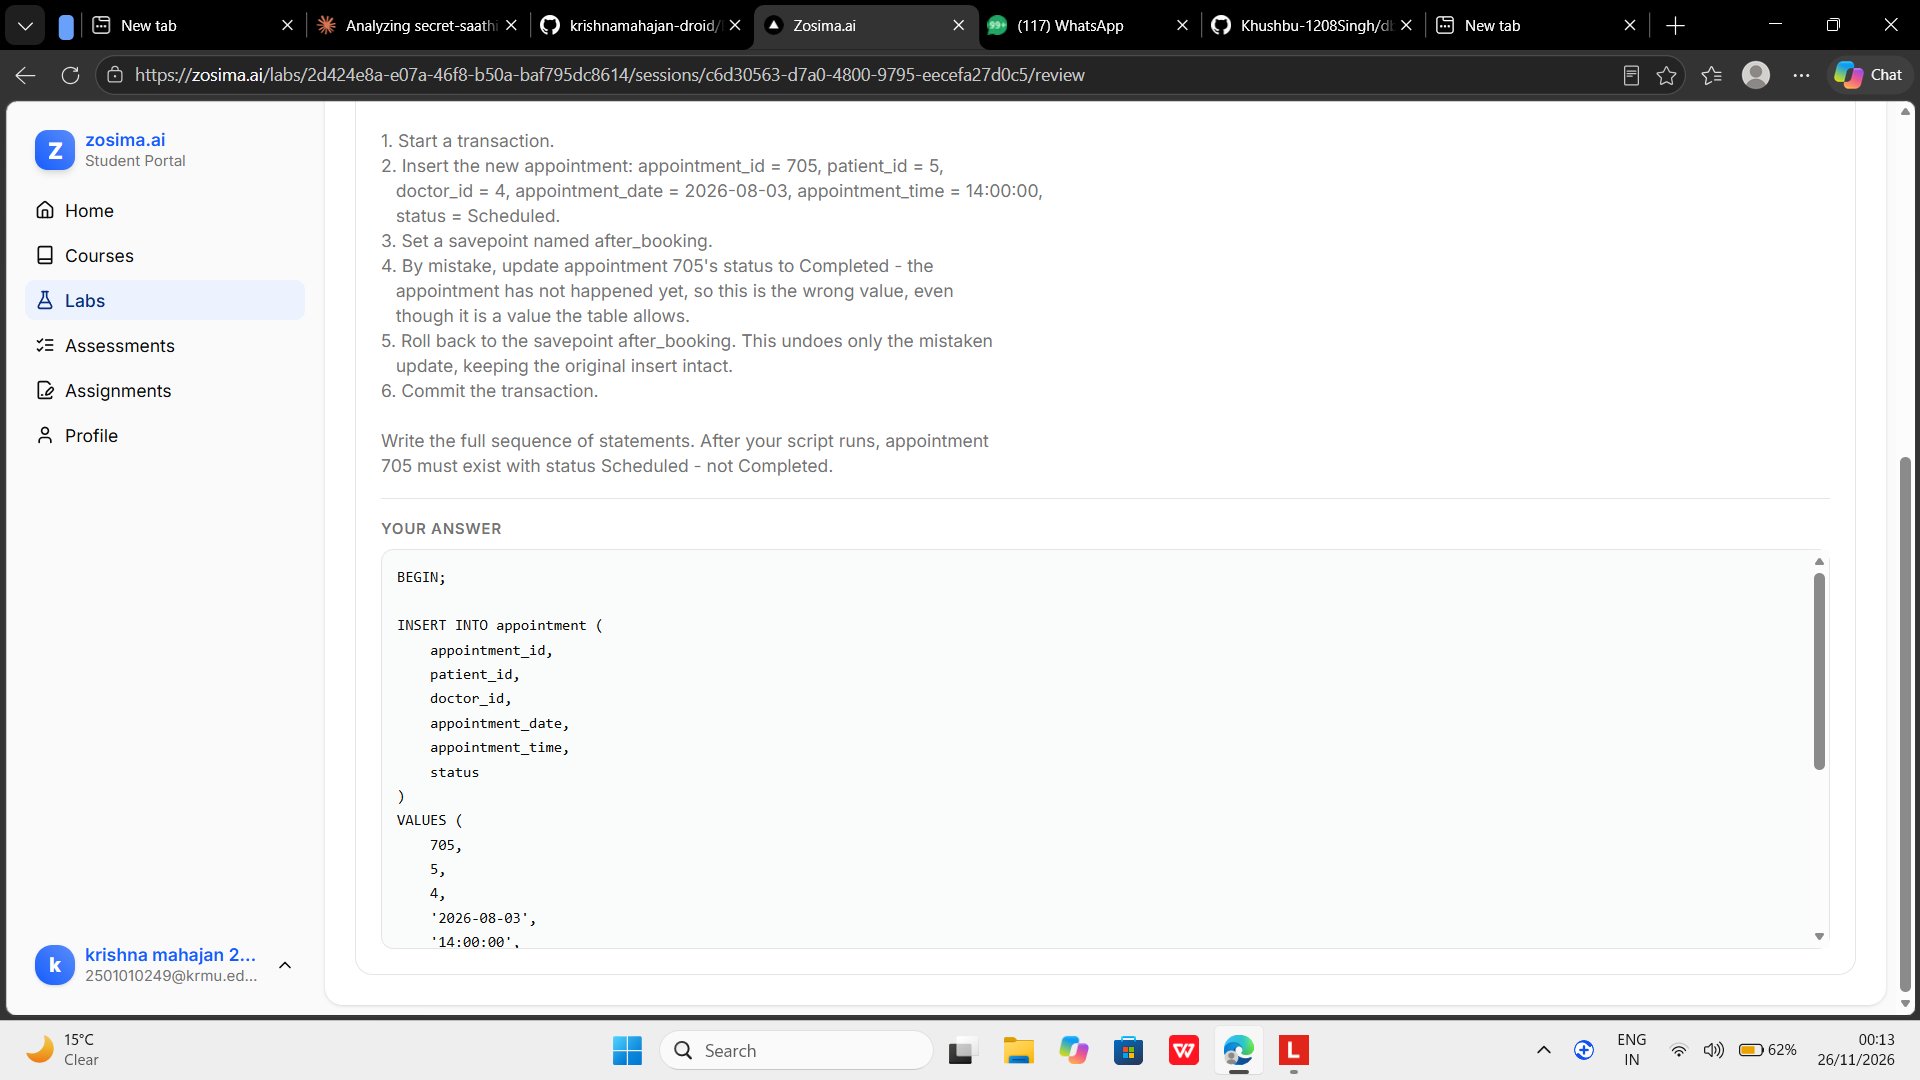 New tab
Analyzing secret-saathi
krishnamahajan-droid/
Zosima.ai
(117) WhatsApp
Khushbu-1208Singh/db
New tab
https://zosima.ai/labs/2d424e8a-e07a-46f8-b50a-baf795dc8614/sessions/c6d30563-d7a0-4800-9795-eecefa27d0c5/review
Chat
Z
zosima.ai
Student Portal
Home
Courses
Labs
Assessments
Assignments
Profile
k
krishna mahajan 2...
2501010249@krmu.ed...
1. Start a transaction.
2. Insert the new appointment: appointment_id = 705, patient_id = 5,
doctor_id = 4, appointment_date = 2026-08-03, appointment_time = 14:00:00,
status = Scheduled.
3. Set a savepoint named after_booking.
4. By mistake, update appointment 705's status to Completed - the
appointment has not happened yet, so this is the wrong value, even
though it is a value the table allows.
5. Roll back to the savepoint after_booking. This undoes only the mistaken
update, keeping the original insert intact.
6. Commit the transaction.
Write the full sequence of statements. After your script runs, appointment
705 must exist with status Scheduled - not Completed.
YOUR ANSWER
BEGIN;
INSERT INTO appointment (
appointment_id,
patient_id,
doctor_id,
appointment_date,
appointment_time,
status
)
VALUES (
705,
5,
4,
'2026-08-03',
'14:00:00',
15°C
Clear
Search
W
L
ENG
IN
62%
00:13
26/11/2026